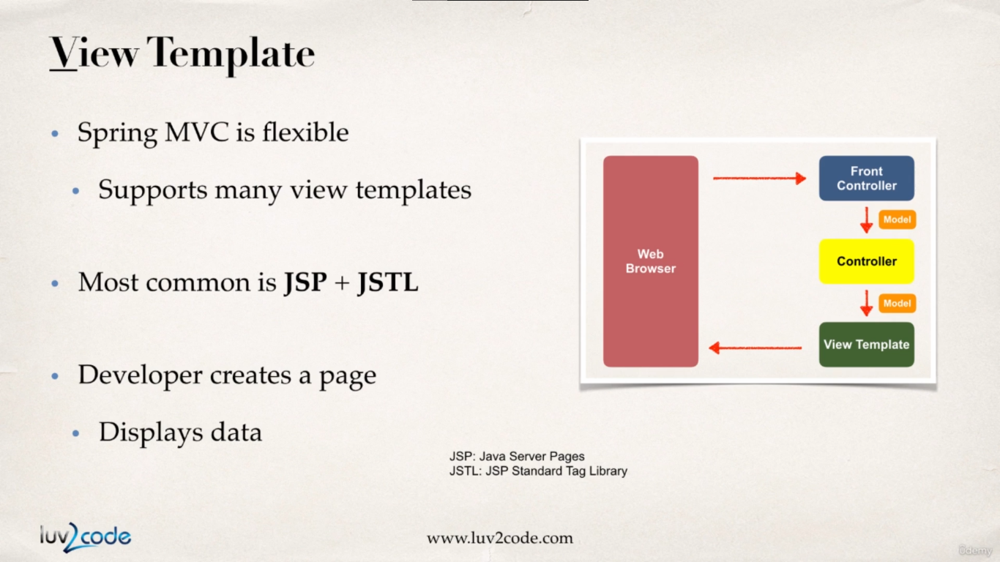 View Template
Spring MVC is flexible
Supports many view templates
Most common is JSP + JSTL
Developer creates a page
Displays data
Web
Browser
Front
Controller
Model
Controller
Model
View Template
JSP: Java Server Pages
JSTL: JSP Standard Tag Library
luv2code
www.luv2code.com
ûdemy